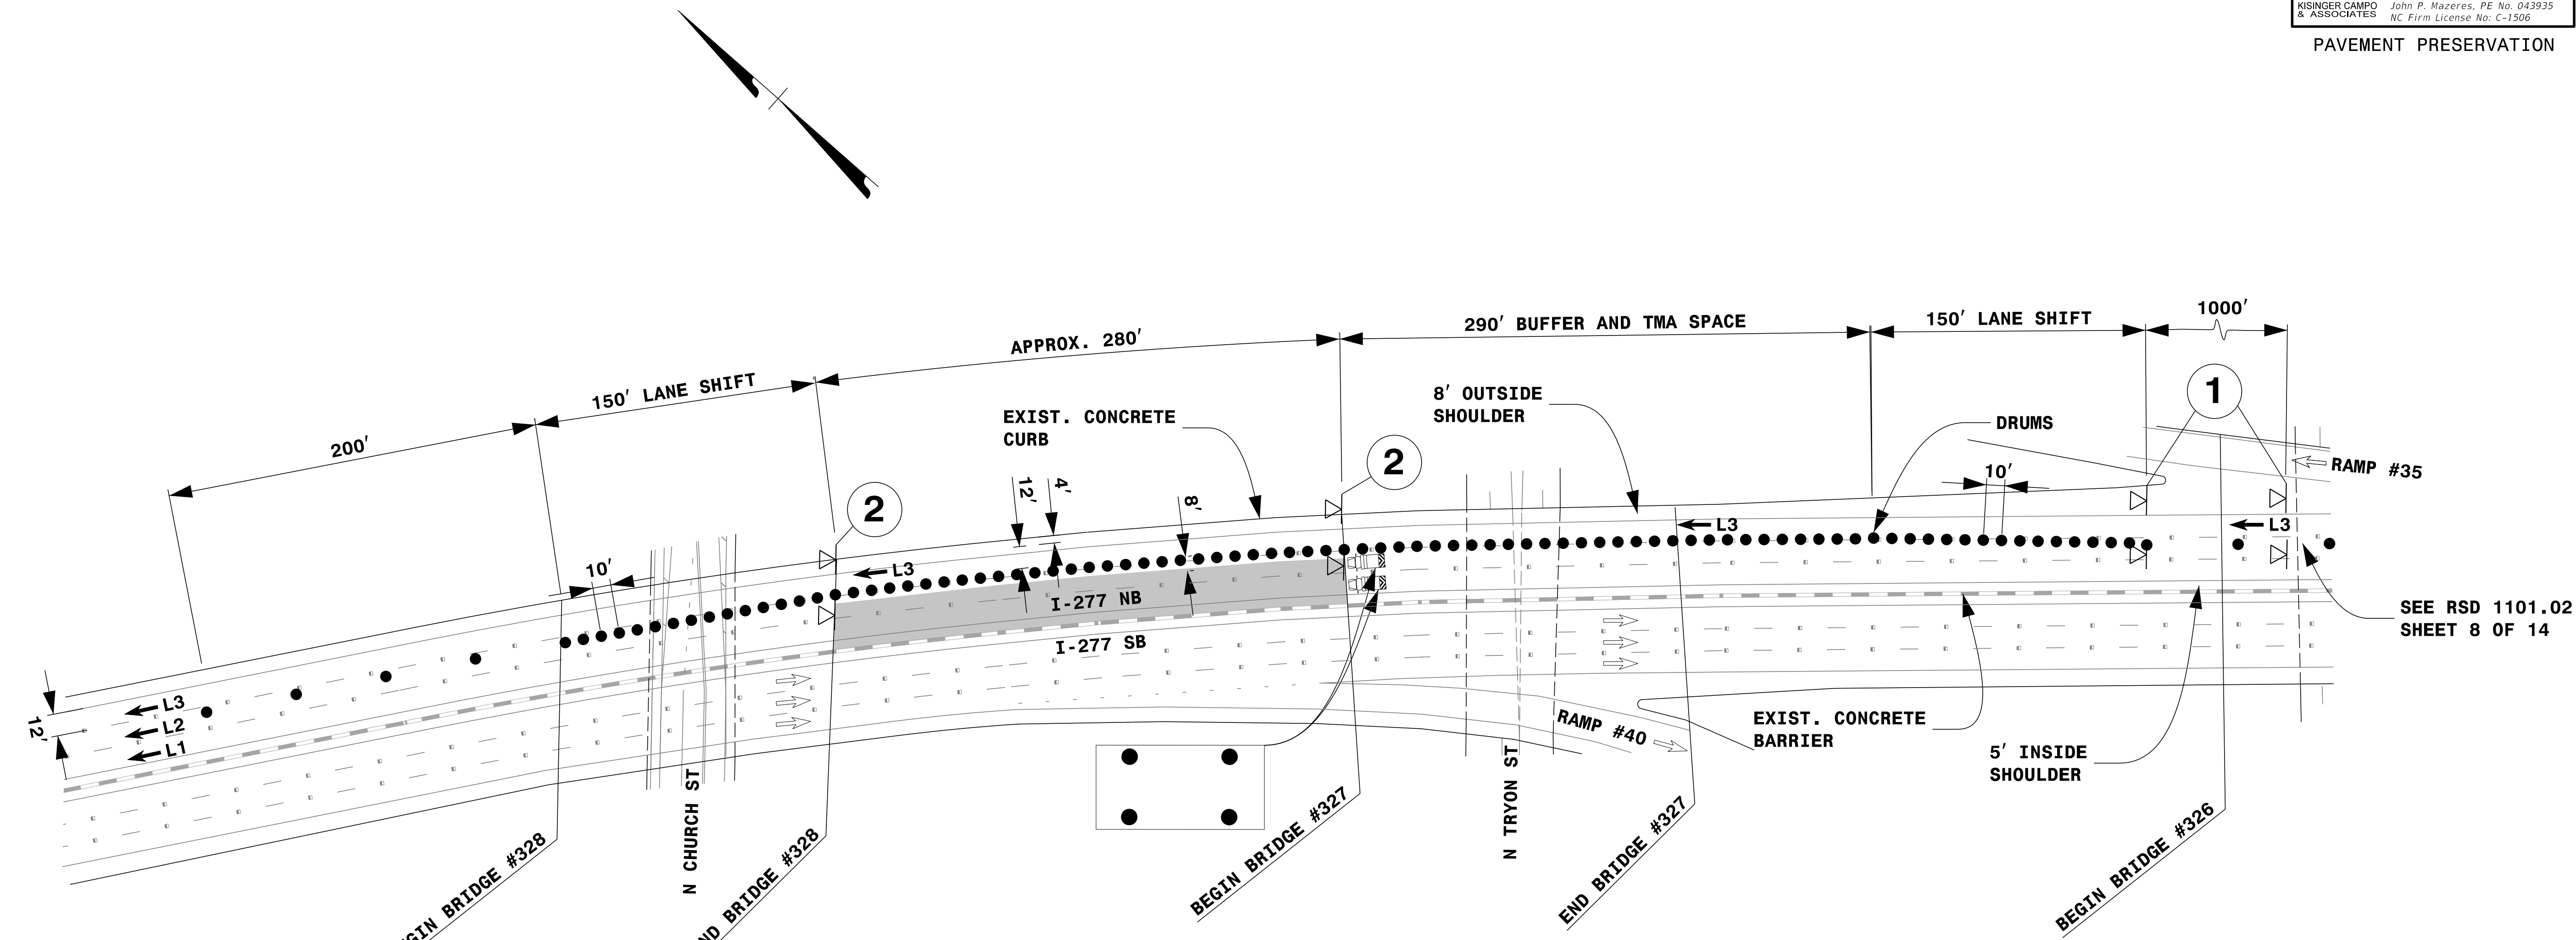 KISINGER CAMPO
& ASSOCIATES
John P. Mazeres, PE No. 043935
NC Firm License No: C-1506
PAVEMENT PRESERVATION
1000'
290' BUFFER AND TMA SPACE
150' LANE SHIFT
APPROX. 280'
150' LANE SHIFT
200'
1
8' OUTSIDE
SHOULDER
EXIST. CONCRETE
CURB
DRUMS
2
2
RAMP #35
10'
12'
4'
8'
L3
L3
L3
10'
I-277 NB
I-277 SB
SEE RSD 1101.02
SHEET 8 OF 14
L3
L2
L1
12'
RAMP #40
EXIST. CONCRETE
BARRIER
5' INSIDE
SHOULDER
N CHURCH ST
N TRYON ST
BRIDGE #328
BRIDGE #328
BEGIN BRIDGE #327
END BRIDGE #327
BEGIN BRIDGE #326